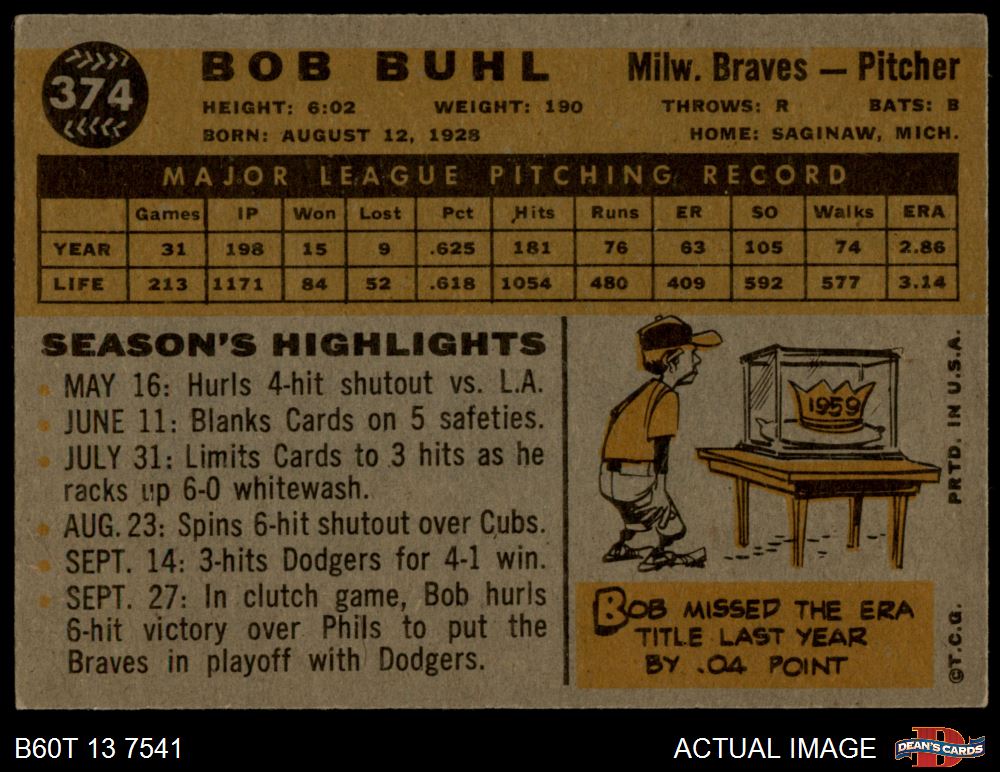 374
BOB BUHL
Milw. Braves — Pitcher
HEIGHT: 6:02 WEIGHT: 190 THROWS: R BATS: B
BORN: AUGUST 12, 1928 HOME: SAGINAW, MICH.
MAJOR LEAGUE PITCHING RECORD
Games IP Won Lost Pct Hits Runs ER SO Walks ERA
YEAR 31 198 15 9 .625 181 76 63 105 74 2.86
LIFE 213 1171 84 52 .618 1054 480 409 592 577 3.14
SEASON'S HIGHLIGHTS
• MAY 16: Hurls 4-hit shutout vs. L.A.
• JUNE 11: Blanks Cards on 5 safeties.
• JULY 31: Limits Cards to 3 hits as he
racks up 6-0 whitewash.
• AUG. 23: Spins 6-hit shutout over Cubs.
• SEPT. 14: 3-hits Dodgers for 4-1 win.
• SEPT. 27: In clutch game, Bob hurls
6-hit victory over Phils to put the
Braves in playoff with Dodgers.
1959
BOB MISSED THE ERA
TITLE LAST YEAR
BY .04 POINT
PRTD. IN U.S.A.
©T.C.G.
B60T 13 7541
ACTUAL IMAGE
D
DEAN'S CARDS